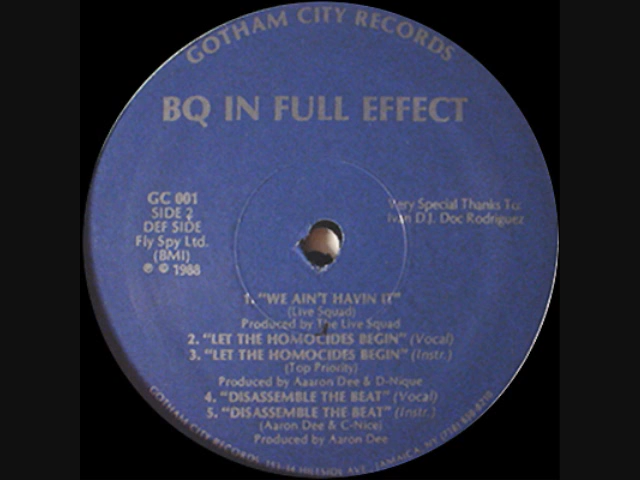 GOTHAM CITY RECORDS
BQ IN FULL EFFECT
GC 001
SIDE 2
DEF SIDE
Fly Spy Ltd.
(BMI)
℗ © 1988
Very Special Thanks To:
Ivan D.J. Doc Rodriguez
1. "WE AIN'T HAVIN IT"
(Live Squad)
Produced by The Live Squad
2. "LET THE HOMOCIDES BEGIN" (Vocal)
3. "LET THE HOMOCIDES BEGIN" (Instr.)
(Top Priority)
Produced by Aaaron Dee & D-Nique
4. "DISASSEMBLE THE BEAT" (Vocal)
5. "DISASSEMBLE THE BEAT" (Instr.)
(Aaron Dee & C-Nice)
Produced by Aaron Dee
GOTHAM CITY RECORDS HILLSIDE AVE. JAMAICA, NY (718)